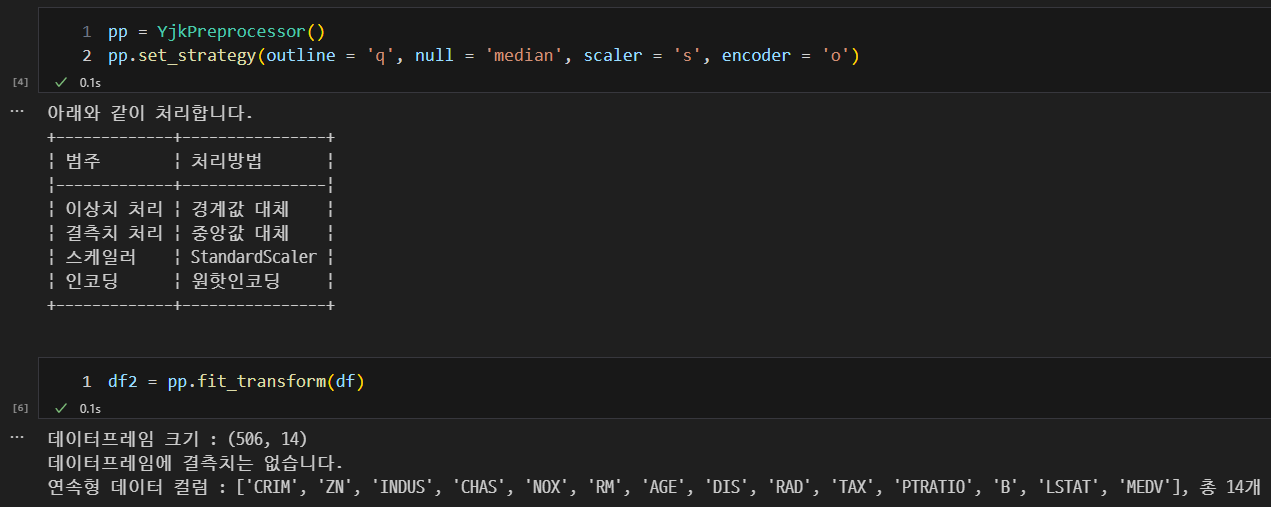 1 pp = YjkPreprocessor()
2 pp.set_strategy(outline = 'q', null = 'median', scaler = 's', encoder = 'o')
[4] ✓ 0.1s
... 아래와 같이 처리합니다.
+-------------+----------------+
¦ 범주 ¦ 처리방법 ¦
¦-------------+----------------¦
¦ 이상치 처리 ¦ 경계값 대체 ¦
¦ 결측치 처리 ¦ 중앙값 대체 ¦
¦ 스케일러 ¦ StandardScaler ¦
¦ 인코딩 ¦ 원핫인코딩 ¦
+-------------+----------------+
1 df2 = pp.fit_transform(df)
[6] ✓ 0.1s
... 데이터프레임 크기 : (506, 14)
데이터프레임에 결측치는 없습니다.
연속형 데이터 컬럼 : ['CRIM', 'ZN', 'INDUS', 'CHAS', 'NOX', 'RM', 'AGE', 'DIS', 'RAD', 'TAX', 'PTRATIO', 'B', 'LSTAT', 'MEDV'], 총 14개